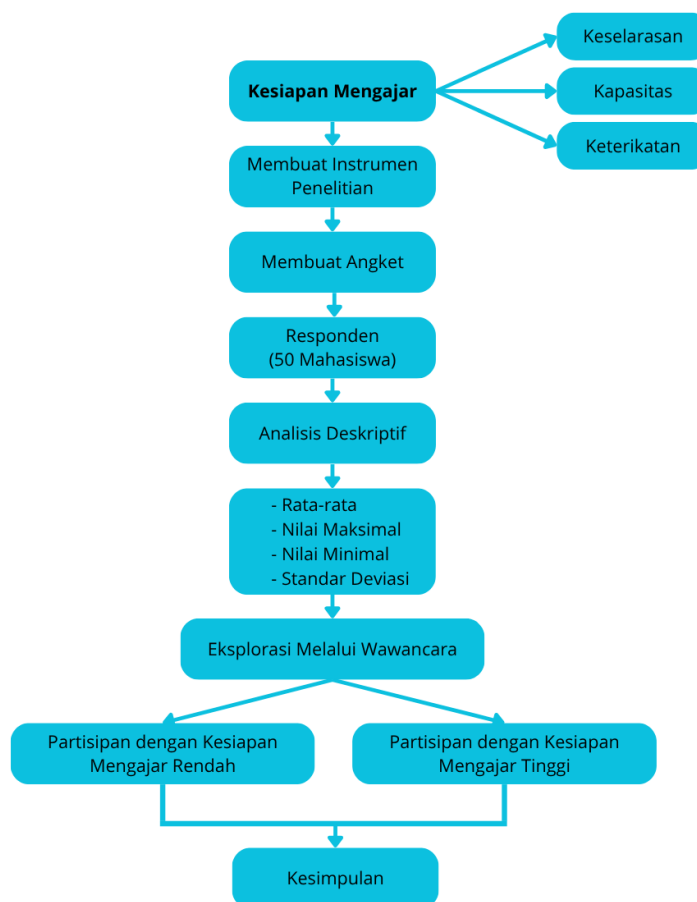 Kesiapan Mengajar
Keselarasan
Kapasitas
Keterikatan
Membuat Instrumen
Penelitian
Membuat Angket
Responden
(50 Mahasiswa)
Analisis Deskriptif
- Rata-rata
- Nilai Maksimal
- Nilai Minimal
- Standar Deviasi
Eksplorasi Melalui Wawancara
Partisipan dengan Kesiapan
Mengajar Rendah
Partisipan dengan Kesiapan
Mengajar Tinggi
Kesimpulan